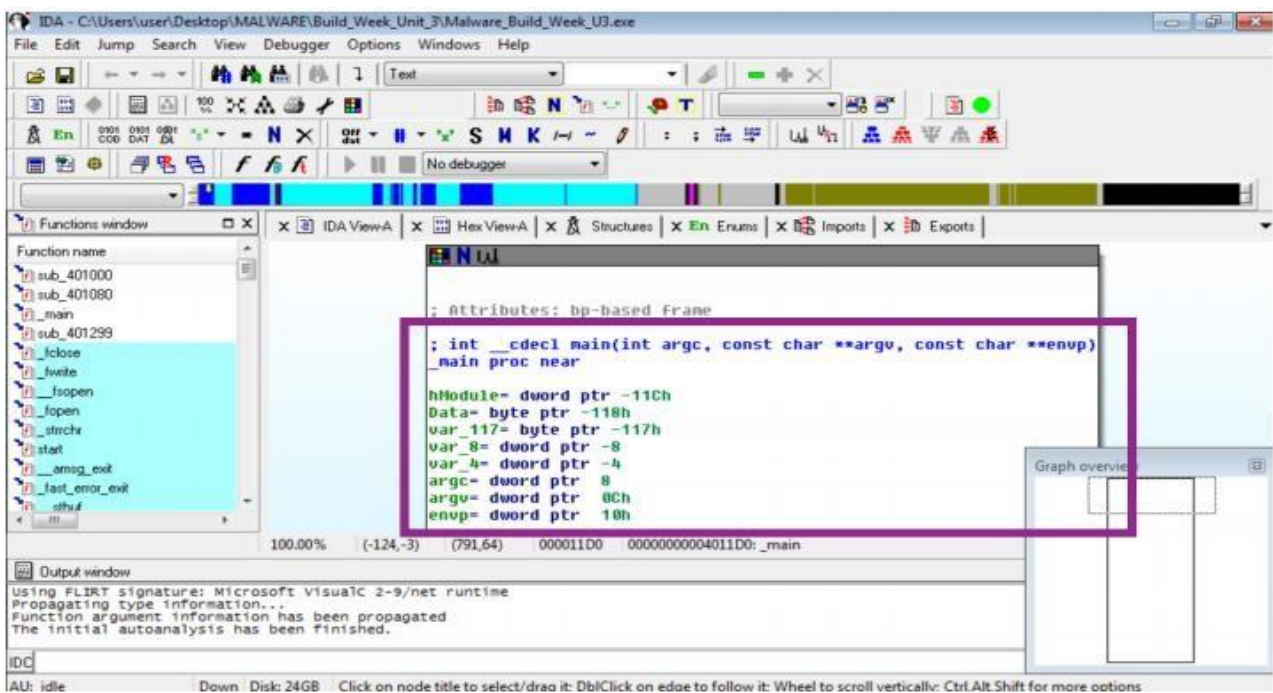 IDA - C:\Users\user\Desktop\MALWARE\Build_Week_Unit_3\Malware_Build_Week_U3.exe
File Edit Jump Search View Debugger Options Windows Help
Text
En
No debugger
Functions window
IDA View-A
Hex View-A
Structures
En Enums
Imports
Exports
Function name
sub_401000
sub_401080
_main
sub_401299
_fclose
_fwrite
__fsopen
_fopen
_strrchr
start
__amsg_exit
_fast_error_exit
; Attributes: bp-based frame
; int __cdecl main(int argc, const char **argv, const char **envp)
_main proc near
hModule= dword ptr -11Ch
Data= byte ptr -118h
var_117= byte ptr -117h
var_8= dword ptr -8
var_4= dword ptr -4
argc= dword ptr 8
argv= dword ptr 0Ch
envp= dword ptr 10h
Graph overview
100.00% (-124,-3) (791,64) 000011D0 00000000004011D0: _main
Output window
Using FLIRT signature: Microsoft VisualC 2-9/net runtime
Propagating type information...
Function argument information has been propagated
The initial autoanalysis has been finished.
IDC
AU: idle Down Disk: 24GB Click on node title to select/drag it; DblClick on edge to follow it; Wheel to scroll vertically; Ctrl,Alt,Shift for more options